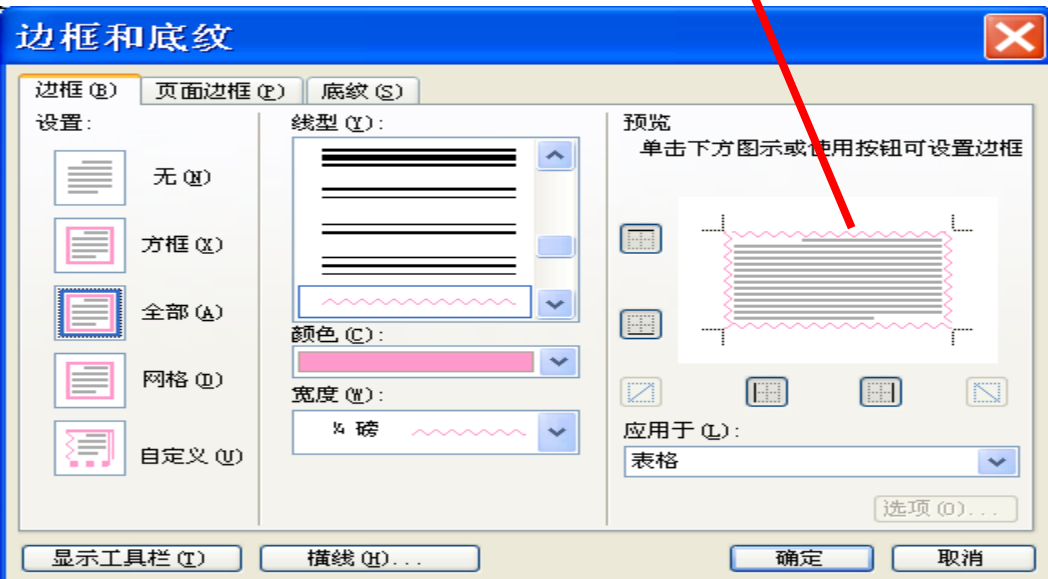 边框和底纹
边框(B) 页面边框(P) 底纹(S)
设置:
无(N)
方框(X)
全部(A)
网格(D)
自定义(U)
线型(Y):
颜色(C):
宽度(W):
¼ 磅
预览
单击下方图示或使用按钮可设置边框
应用于(L):
表格
选项(O)...
显示工具栏(T) 横线(H)... 确定 取消